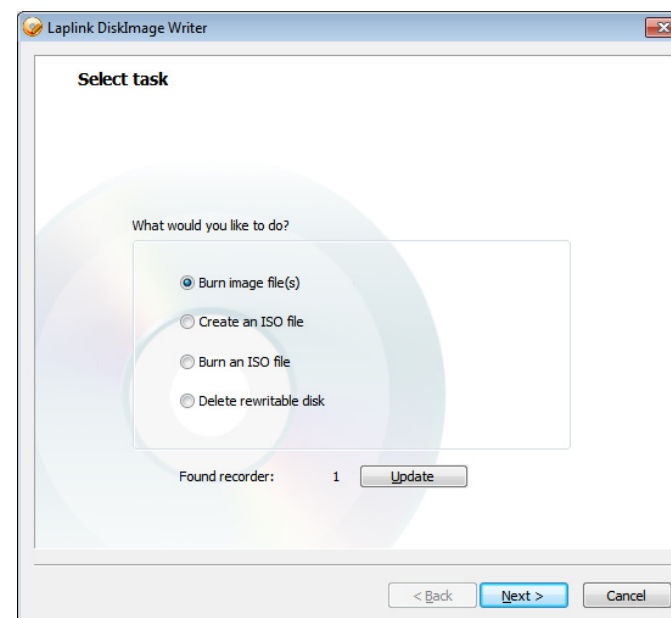 Laplink DiskImage Writer
Select task
What would you like to do?
Burn image file(s)
Create an ISO file
Burn an ISO file
Delete rewritable disk
Found recorder: 1 Update
< Back Next > Cancel